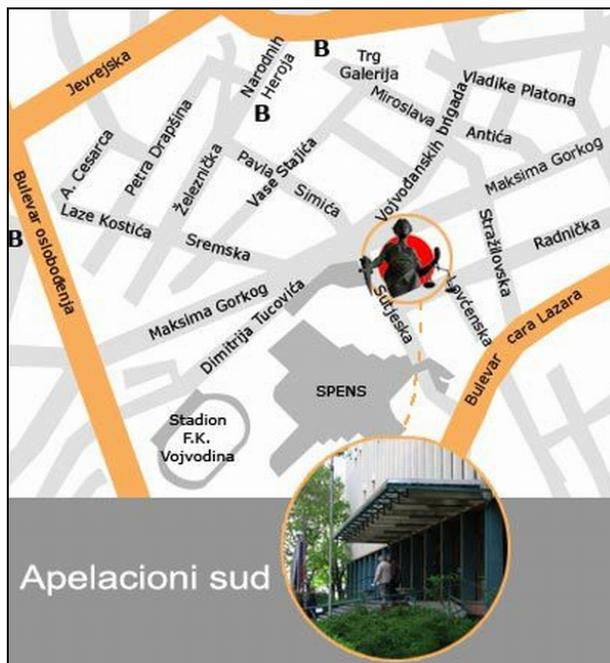 Jevrejska
Narodnih
Heroja
B
Trg
Galerija
Vladike Platona
Miroslava
Antića
B
A. Cesarca
Petra Drapšina
Železnička
Pavla
Simića
Vase Stajića
Vojvođanskih brigada
Maksima Gorkog
Bulevar oslobođenja
B
Laze Kostića
Sremska
Stražilovska
Radnička
Maksima Gorkog
Dimitrija Tucovića
Sutjeska
Lovćenska
Bulevar cara Lazara
SPENS
Stadion
F.K.
Vojvodina
Apelacioni sud